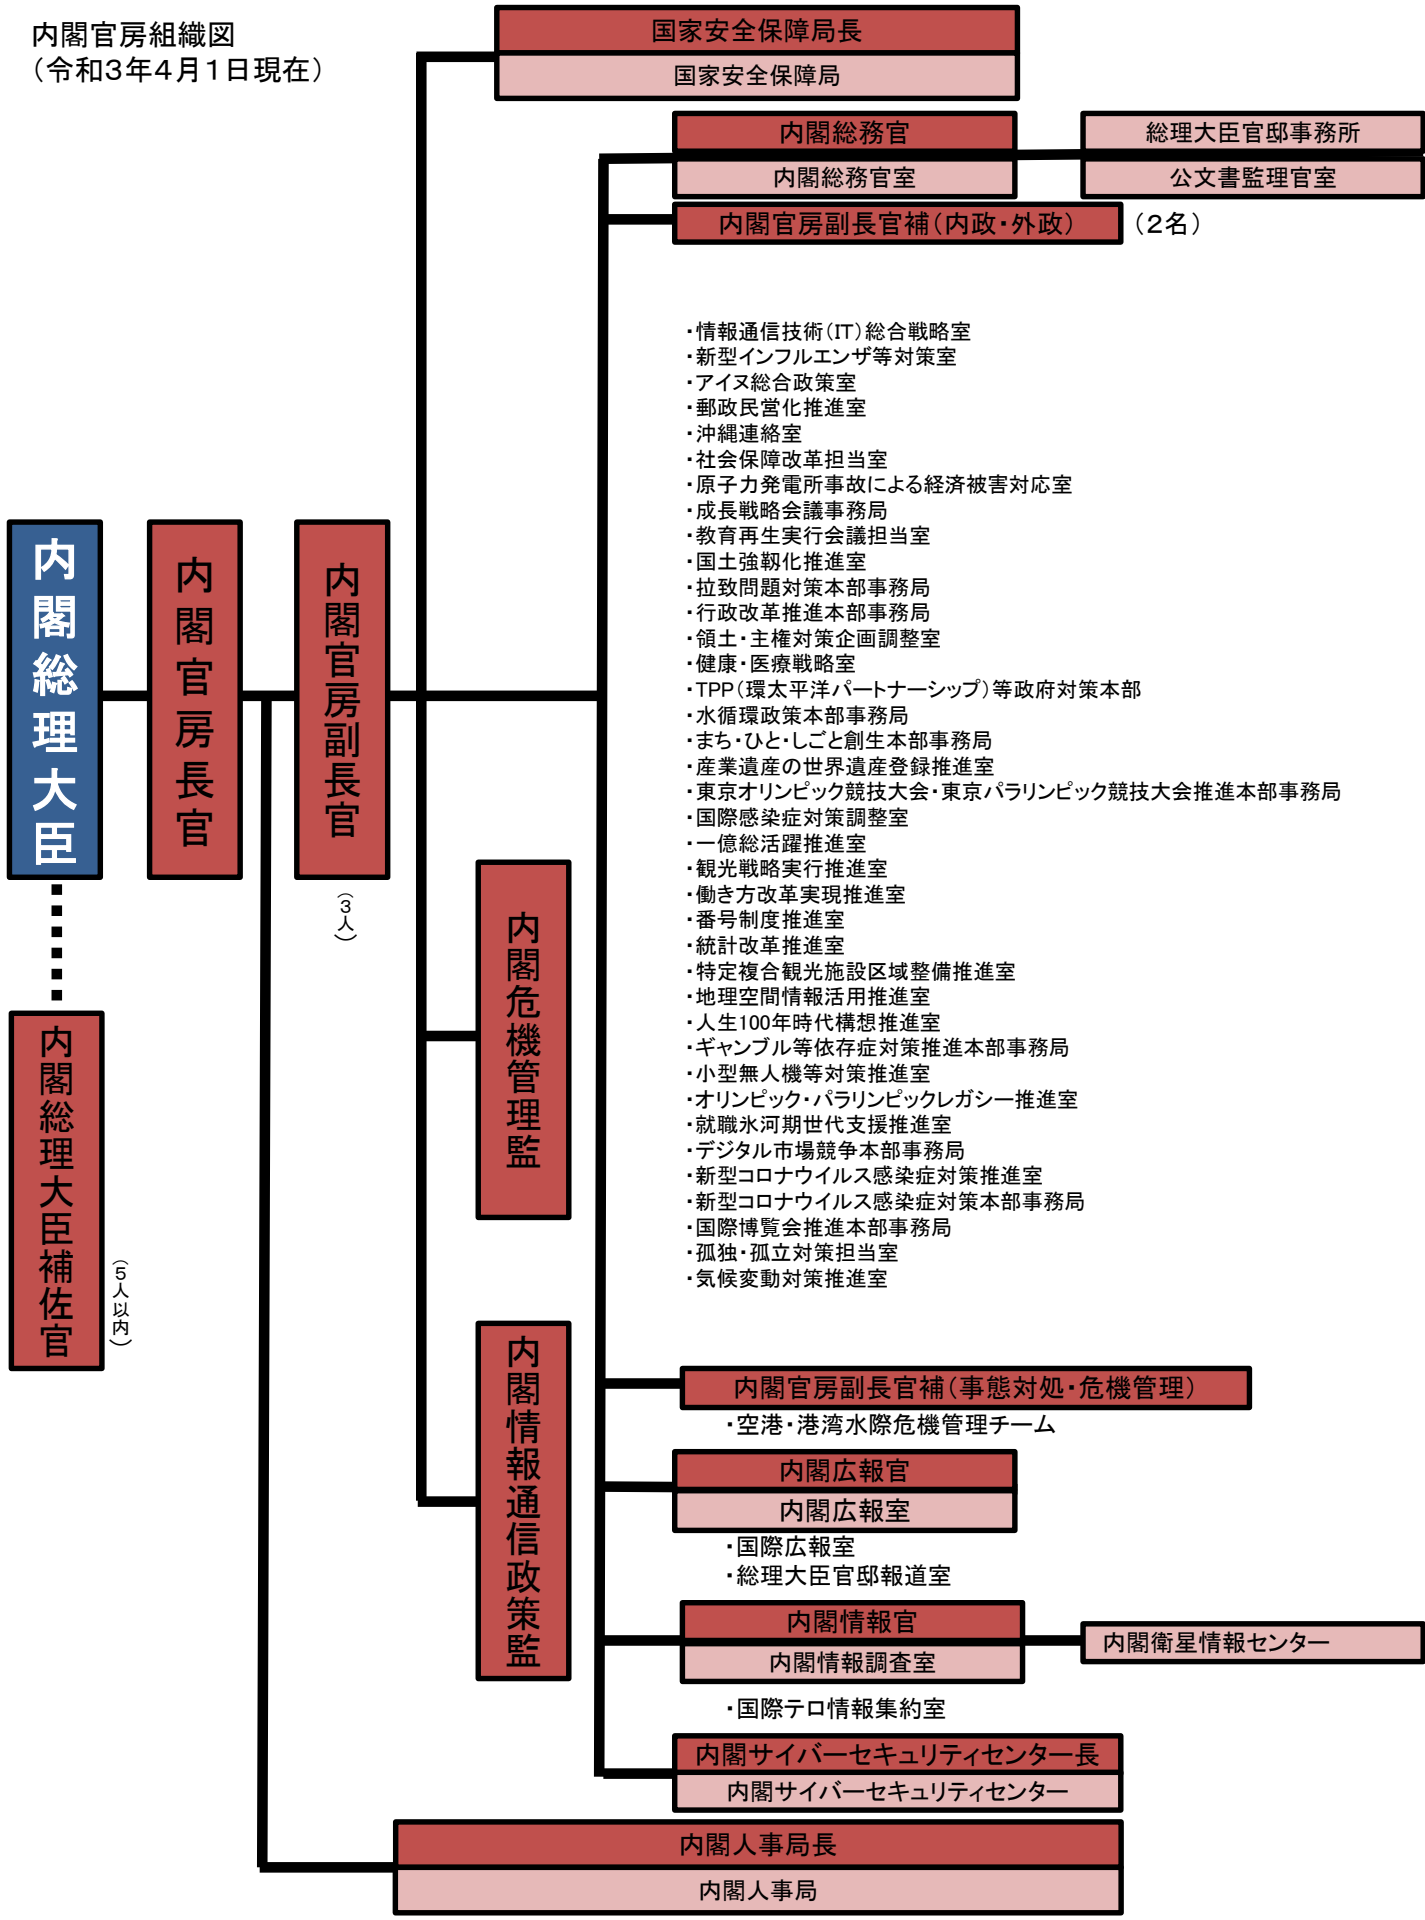 内閣官房組織図
（令和3年4月1日現在）
国家安全保障局長
国家安全保障局
内閣総務官
内閣総務官室
総理大臣官邸事務所
公文書監理官室
内閣官房副長官補（内政・外政）
（2名）
・情報通信技術（IT）総合戦略室
・新型インフルエンザ等対策室
・アイヌ総合政策室
・郵政民営化推進室
・沖縄連絡室
・社会保障改革担当室
・原子力発電所事故による経済被害対応室
・成長戦略会議事務局
・教育再生実行会議担当室
・国土強靱化推進室
・拉致問題対策本部事務局
・行政改革推進本部事務局
・領土・主権対策企画調整室
・健康・医療戦略室
・TPP（環太平洋パートナーシップ）等政府対策本部
・水循環政策本部事務局
・まち・ひと・しごと創生本部事務局
・産業遺産の世界遺産登録推進室
・東京オリンピック競技大会・東京パラリンピック競技大会推進本部事務局
・国際感染症対策調整室
・一億総活躍推進室
・観光戦略実行推進室
・働き方改革実現推進室
・番号制度推進室
・統計改革推進室
・特定複合観光施設区域整備推進室
・地理空間情報活用推進室
・人生100年時代構想推進室
・ギャンブル等依存症対策推進本部事務局
・小型無人機等対策推進室
・オリンピック・パラリンピックレガシー推進室
・就職氷河期世代支援推進室
・デジタル市場競争本部事務局
・新型コロナウイルス感染症対策推進室
・新型コロナウイルス感染症対策本部事務局
・国際博覧会推進本部事務局
・孤独・孤立対策担当室
・気候変動対策推進室
内閣総理大臣
内閣官房長官
内閣官房副長官
（3人）
内閣総理大臣補佐官
（5人以内）
内閣危機管理監
内閣情報通信政策監
内閣官房副長官補（事態対処・危機管理）
・空港・港湾水際危機管理チーム
内閣広報官
内閣広報室
・国際広報室
・総理大臣官邸報道室
内閣情報官
内閣情報調査室
内閣衛星情報センター
・国際テロ情報集約室
内閣サイバーセキュリティセンター長
内閣サイバーセキュリティセンター
内閣人事局長
内閣人事局